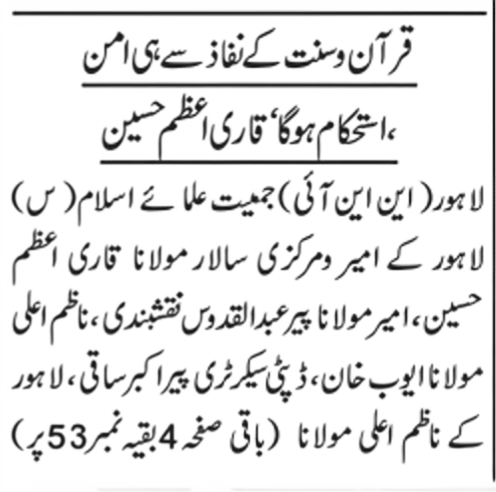 قرآن وسنت کے نفاذ سے ہی امن
،استحکام ہوگا‘ قاری اعظم حسین
لاہور(این این آئی)جمیت علمائے اسلام(س)
لاہور کے امیر ومرکزی سالار مولانا قاری اعظم
حسین،امیر مولانا پیر عبدالقدوس نقشبندی،ناظم اعلی
مولانا ایوب خان،ڈپٹی سیکرٹری پیر اکبر ساقی،لاہور
کے ناظم اعلی مولانا (باقی صفحہ 4 بقیہ نمبر 53 پر)